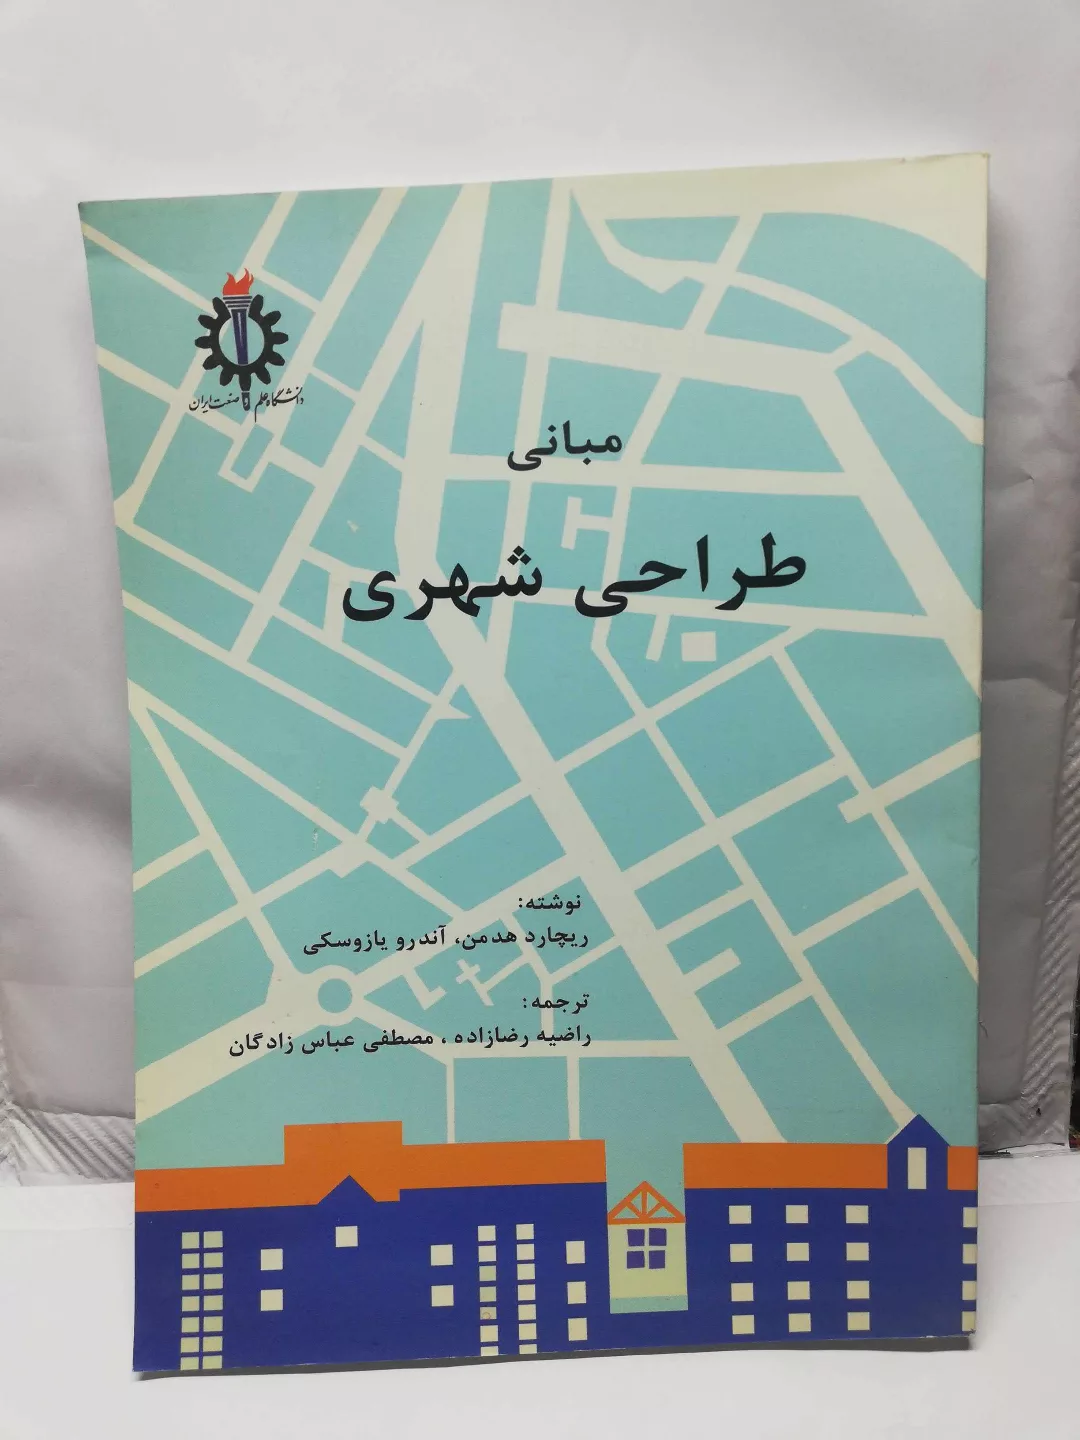 دانشگاه علم و صنعت ایران
مبانی
طراحی شهری
نوشته:
ریچارد هدمن، آندرو یازوسکی
ترجمه:
راضیه رضازاده، مصطفی عباس زادگان